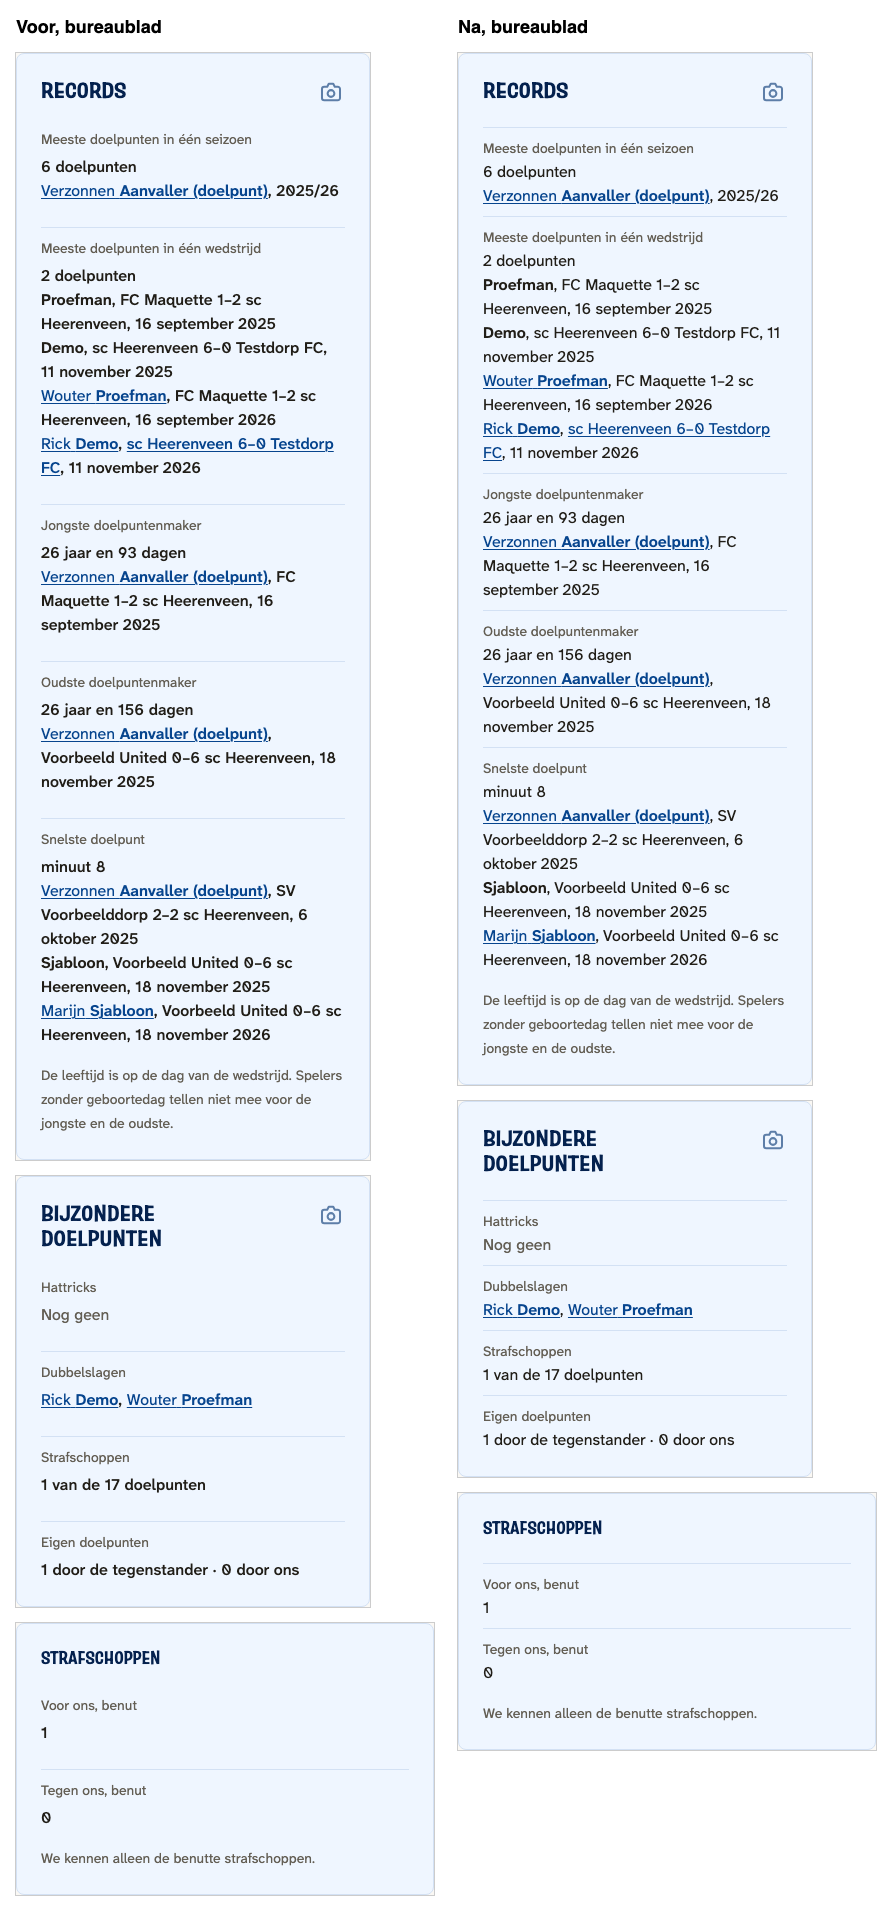 Voor, bureaublad
RECORDS
Meeste doelpunten in één seizoen
6 doelpunten
Verzonnen Aanvaller (doelpunt), 2025/26
Meeste doelpunten in één wedstrijd
2 doelpunten
Proefman, FC Maquette 1–2 sc
Heerenveen, 16 september 2025
Demo, sc Heerenveen 6–0 Testdorp FC,
11 november 2025
Wouter Proefman, FC Maquette 1–2 sc
Heerenveen, 16 september 2026
Rick Demo, sc Heerenveen 6–0 Testdorp
FC, 11 november 2026
Jongste doelpuntenmaker
26 jaar en 93 dagen
Verzonnen Aanvaller (doelpunt), FC
Maquette 1–2 sc Heerenveen, 16
september 2025
Oudste doelpuntenmaker
26 jaar en 156 dagen
Verzonnen Aanvaller (doelpunt),
Voorbeeld United 0–6 sc Heerenveen, 18
november 2025
Snelste doelpunt
minuut 8
Verzonnen Aanvaller (doelpunt), SV
Voorbeelddorp 2–2 sc Heerenveen, 6
oktober 2025
Sjabloon, Voorbeeld United 0–6 sc
Heerenveen, 18 november 2025
Marijn Sjabloon, Voorbeeld United 0–6 sc
Heerenveen, 18 november 2026
De leeftijd is op de dag van de wedstrijd. Spelers
zonder geboortedag tellen niet mee voor de
jongste en de oudste.
BIJZONDERE
DOELPUNTEN
Hattricks
Nog geen
Dubbelslagen
Rick Demo, Wouter Proefman
Strafschoppen
1 van de 17 doelpunten
Eigen doelpunten
1 door de tegenstander · 0 door ons
STRAFSCHOPPEN
Voor ons, benut
1
Tegen ons, benut
0
We kennen alleen de benutte strafschoppen.
Na, bureaublad
RECORDS
Meeste doelpunten in één seizoen
6 doelpunten
Verzonnen Aanvaller (doelpunt), 2025/26
Meeste doelpunten in één wedstrijd
2 doelpunten
Proefman, FC Maquette 1–2 sc
Heerenveen, 16 september 2025
Demo, sc Heerenveen 6–0 Testdorp FC, 11
november 2025
Wouter Proefman, FC Maquette 1–2 sc
Heerenveen, 16 september 2026
Rick Demo, sc Heerenveen 6–0 Testdorp
FC, 11 november 2026
Jongste doelpuntenmaker
26 jaar en 93 dagen
Verzonnen Aanvaller (doelpunt), FC
Maquette 1–2 sc Heerenveen, 16
september 2025
Oudste doelpuntenmaker
26 jaar en 156 dagen
Verzonnen Aanvaller (doelpunt),
Voorbeeld United 0–6 sc Heerenveen, 18
november 2025
Snelste doelpunt
minuut 8
Verzonnen Aanvaller (doelpunt), SV
Voorbeelddorp 2–2 sc Heerenveen, 6
oktober 2025
Sjabloon, Voorbeeld United 0–6 sc
Heerenveen, 18 november 2025
Marijn Sjabloon, Voorbeeld United 0–6 sc
Heerenveen, 18 november 2026
De leeftijd is op de dag van de wedstrijd. Spelers
zonder geboortedag tellen niet mee voor de
jongste en de oudste.
BIJZONDERE
DOELPUNTEN
Hattricks
Nog geen
Dubbelslagen
Rick Demo, Wouter Proefman
Strafschoppen
1 van de 17 doelpunten
Eigen doelpunten
1 door de tegenstander · 0 door ons
STRAFSCHOPPEN
Voor ons, benut
1
Tegen ons, benut
0
We kennen alleen de benutte strafschoppen.